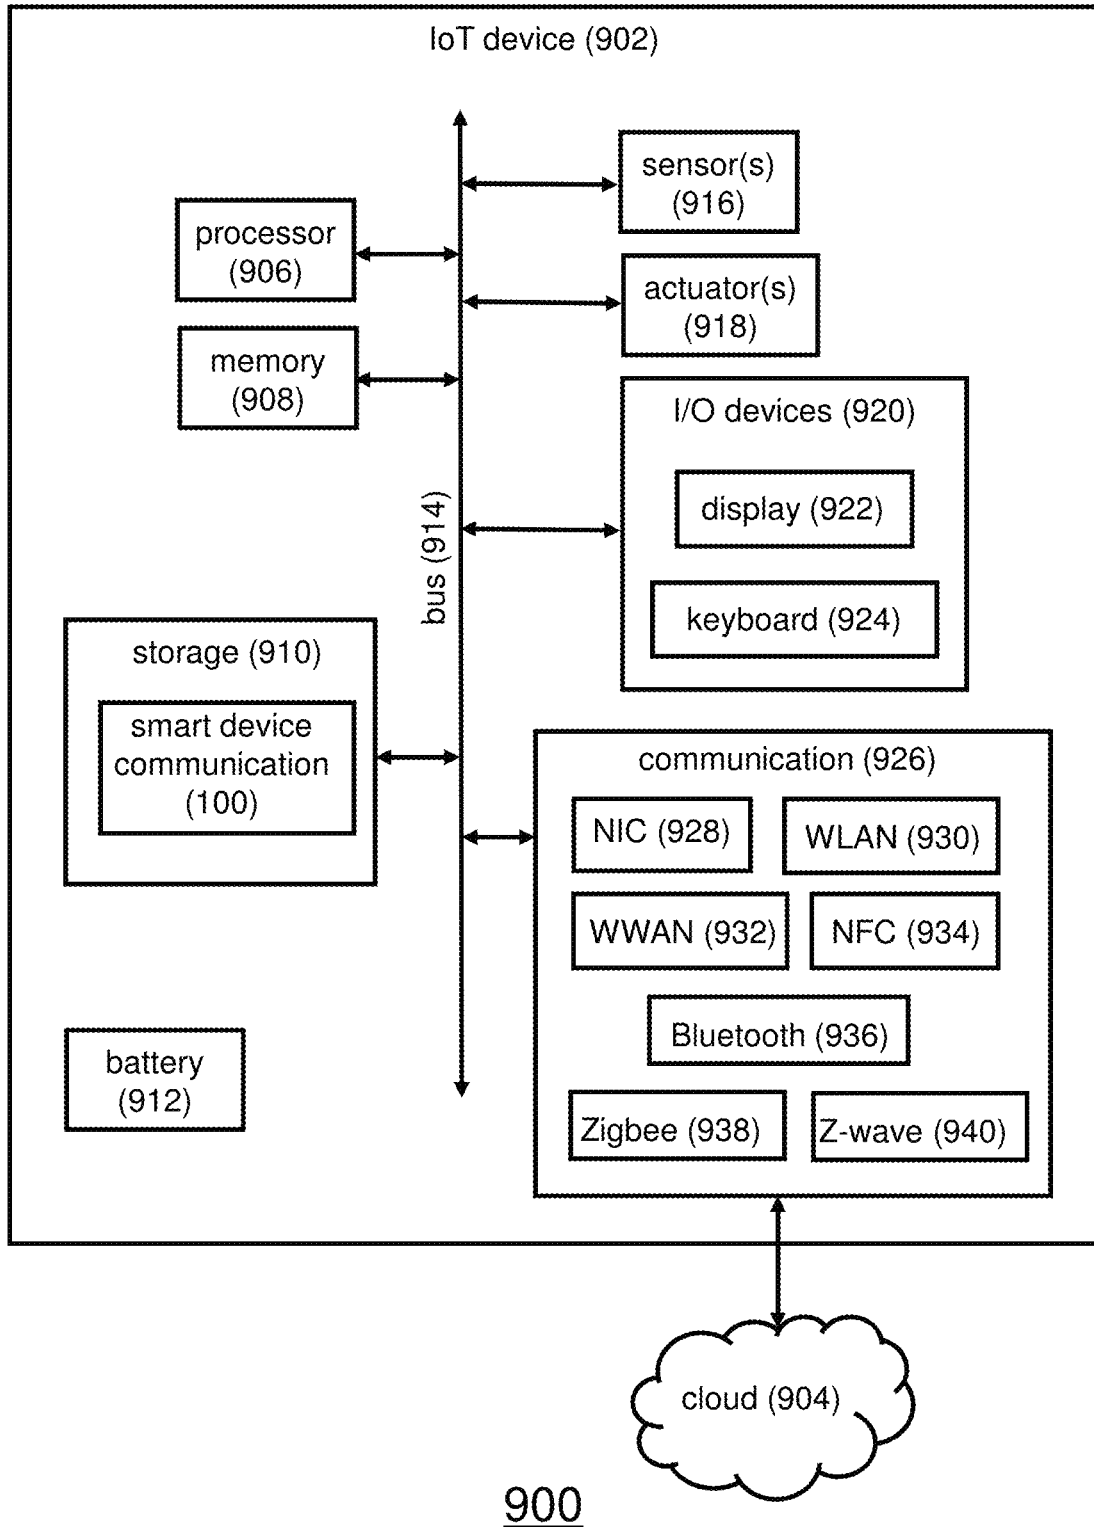 IoT device (902)
sensor(s)
(916)
processor
(906)
actuator(s)
(918)
memory
(908)
I/O devices (920)
display (922)
bus (914)
keyboard (924)
storage (910)
smart device
communication
(100)
communication (926)
NIC (928)
WLAN (930)
WWAN (932)
NFC (934)
Bluetooth (936)
battery
(912)
Zigbee (938)
Z-wave (940)
cloud (904)
900